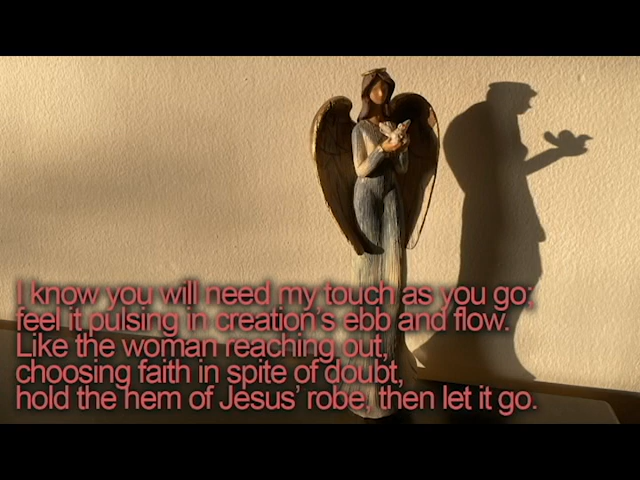 I know you will need my touch as you go;
feel it pulsing in creation's ebb and flow.
Like the woman reaching out,
choosing faith in spite of doubt,
hold the hem of Jesus' robe, then let it go.